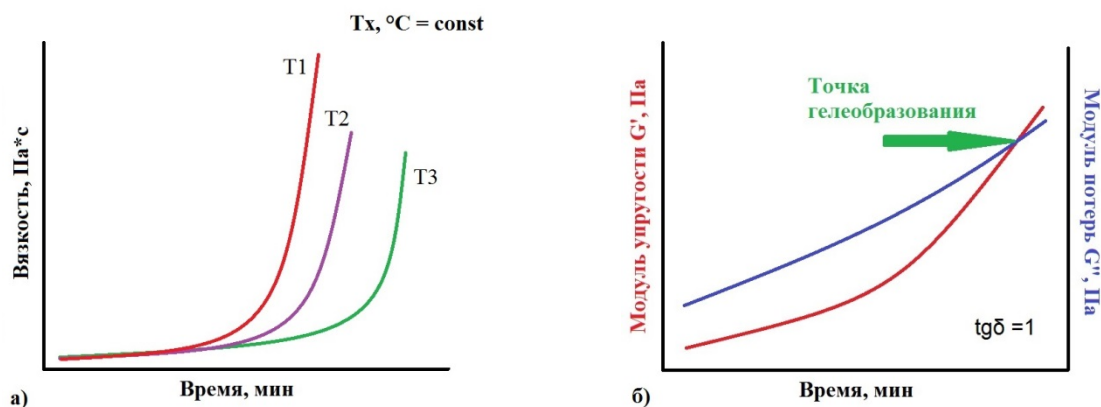 Tx, °C = const
T1
T2
T3
Вязкость, Па*с
Время, мин
а)
Точка
гелеобразования
Модуль упругости G', Па
Модуль потерь G'', Па
tgδ =1
Время, мин
б)